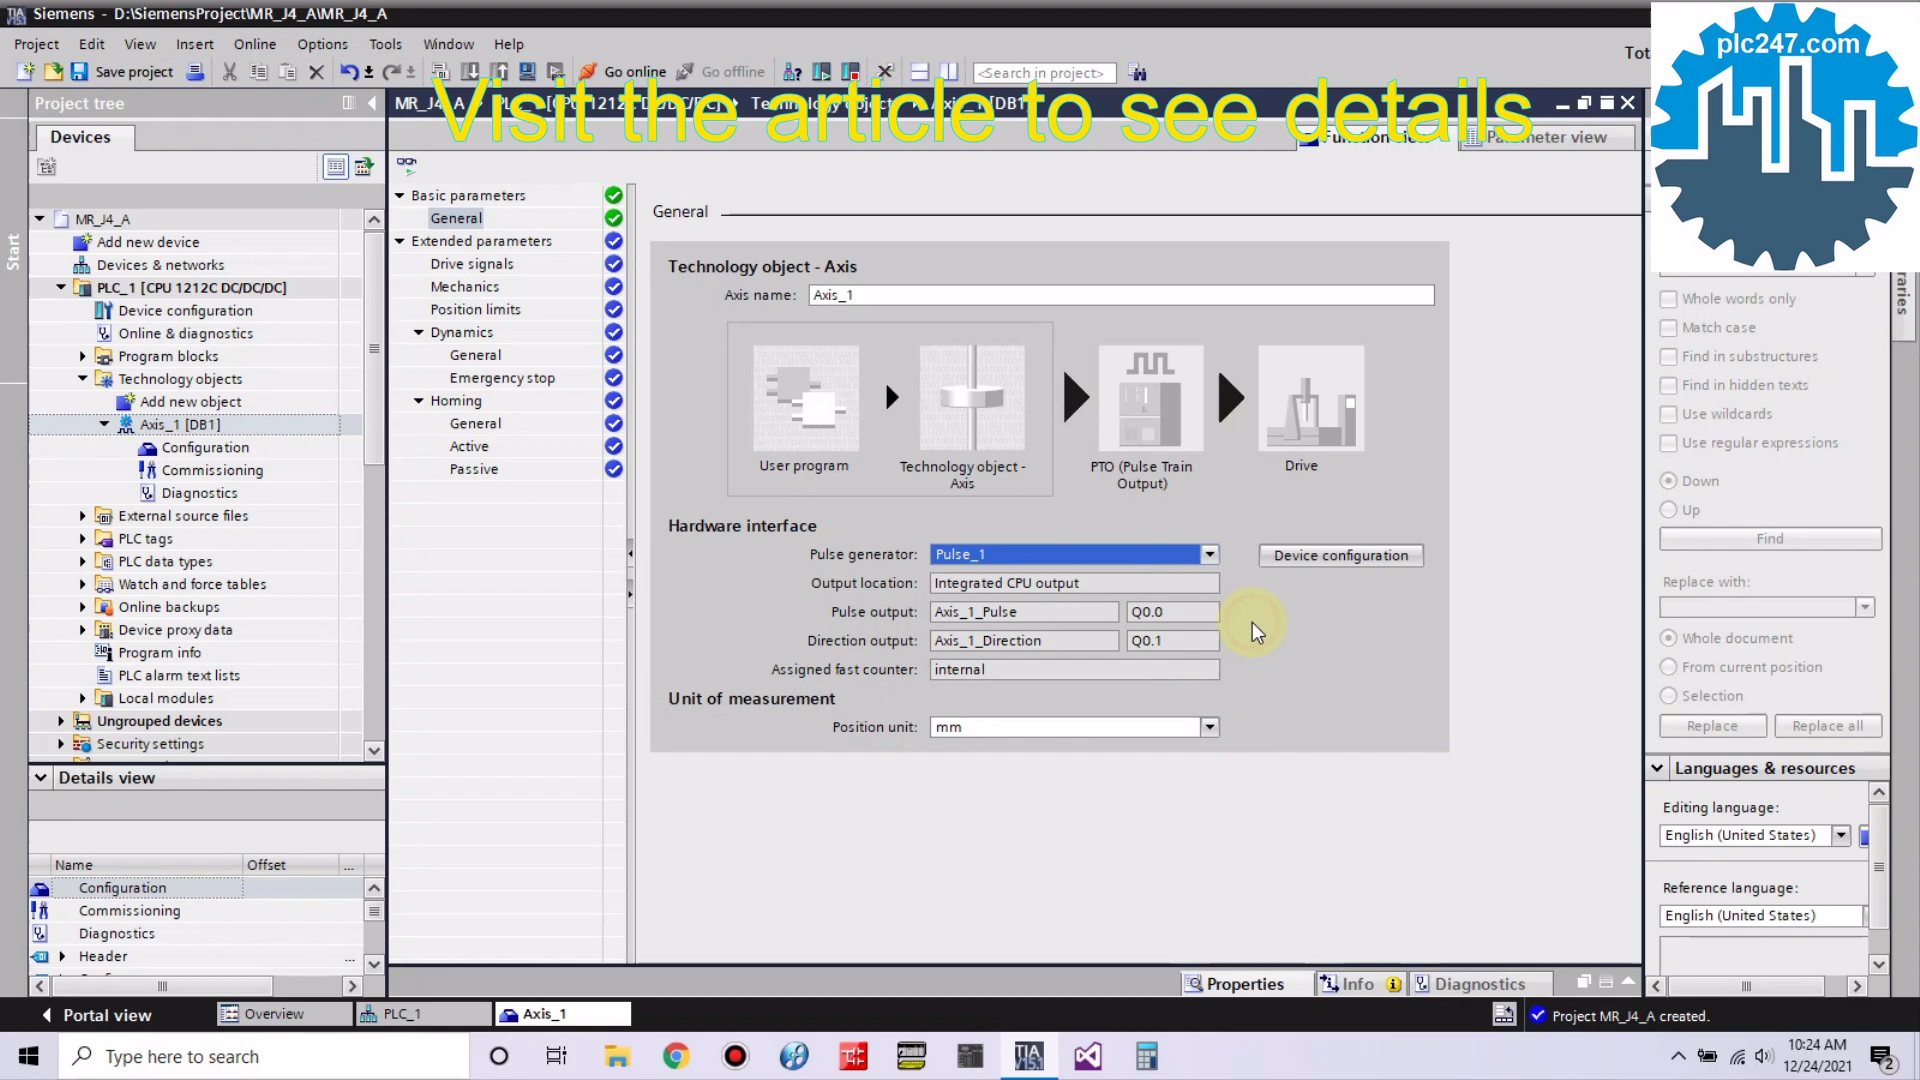 Siemens - D:\SiemensProject\MR_J4_A\MR_J4_A
Project Edit View Insert Online Options Tools Window Help
Save project
Go online
Go offline
<Search in project>
plc247.com
Visit the article to see details
Project tree
Devices
Parameter view
Start
MR_J4_A
Add new device
Devices & networks
PLC_1 [CPU 1212C DC/DC/DC]
Device configuration
Online & diagnostics
Program blocks
Technology objects
Add new object
Axis_1 [DB1]
Configuration
Commissioning
Diagnostics
External source files
PLC tags
PLC data types
Watch and force tables
Online backups
Device proxy data
Program info
PLC alarm text lists
Local modules
Ungrouped devices
Security settings
Basic parameters
General
Extended parameters
Drive signals
Mechanics
Position limits
Dynamics
General
Emergency stop
Homing
General
Active
Passive
General
Technology object - Axis
Axis name: Axis_1
User program
Technology object - Axis
PTO (Pulse Train Output)
Drive
Hardware interface
Pulse generator: Pulse_1
Device configuration
Output location: Integrated CPU output
Pulse output: Axis_1_Pulse Q0.0
Direction output: Axis_1_Direction Q0.1
Assigned fast counter: internal
Unit of measurement
Position unit: mm
Whole words only
Match case
Find in substructures
Find in hidden texts
Use wildcards
Use regular expressions
Down
Up
Find
Replace with:
Whole document
From current position
Selection
Replace
Replace all
Languages & resources
Editing language:
English (United States)
Reference language:
English (United States)
Details view
Name Offset ...
Configuration
Commissioning
Diagnostics
Header ...
Properties
Info
Diagnostics
Portal view
Overview
PLC_1
Axis_1
Project MR_J4_A created.
Type here to search
TIA
V15.1
10:24 AM
12/24/2021
2